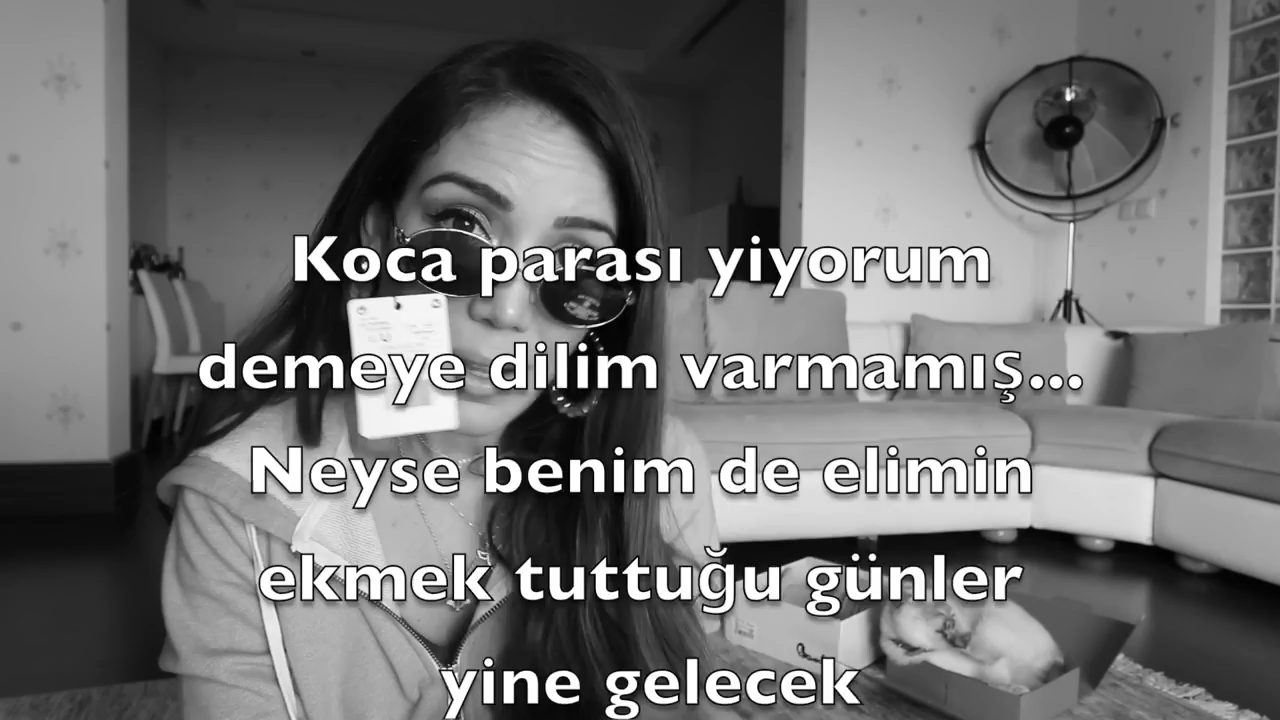 Koca parası yiyorum
demeye dilim varmamış...
Neyse benim de elimin
ekmek tuttuğu günler
yine gelecek